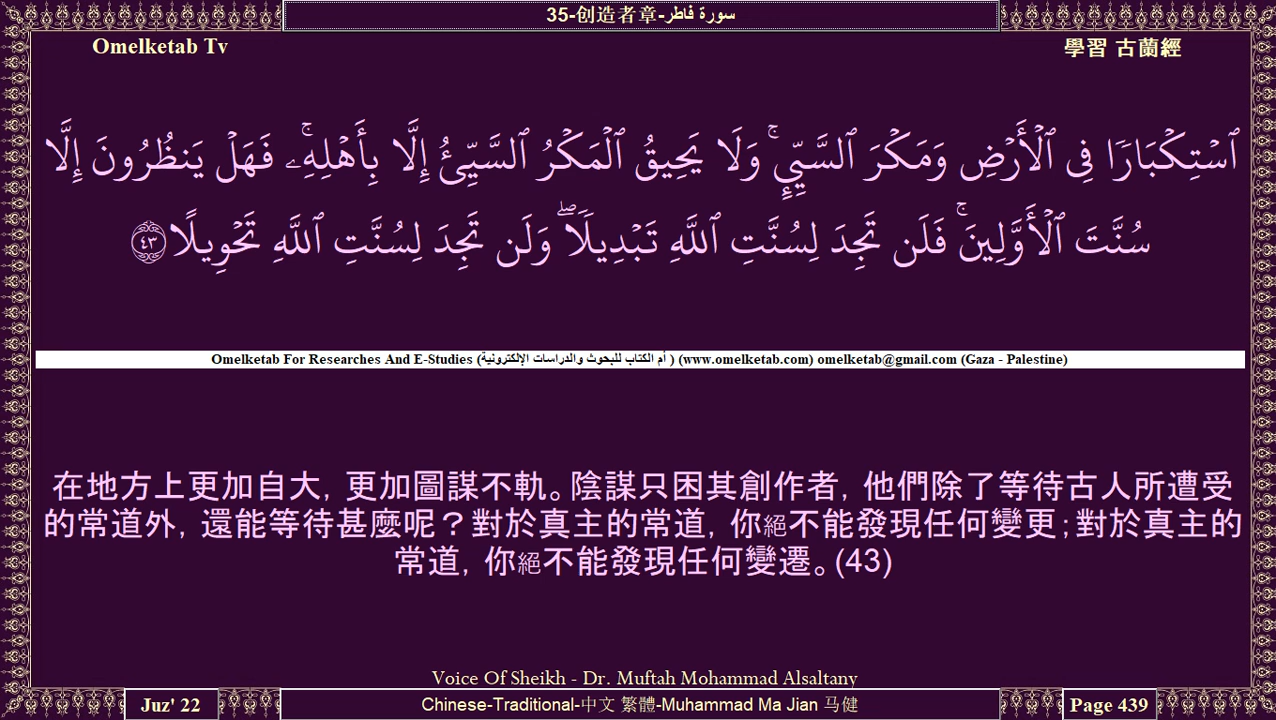 35-创造者章-سورة فاطر
Omelketab Tv
學習 古蘭經
ٱسۡتِكۡبَارٗا فِي ٱلۡأَرۡضِ وَمَكۡرَ ٱلسَّيِّيِٕۚ وَلَا يَحِيقُ ٱلۡمَكۡرُ ٱلسَّيِّئُ إِلَّا بِأَهۡلِهِۦۚ فَهَلۡ يَنظُرُونَ إِلَّا
سُنَّتَ ٱلۡأَوَّلِينَۚ فَلَن تَجِدَ لِسُنَّتِ ٱللَّهِ تَبۡدِيلٗاۖ وَلَن تَجِدَ لِسُنَّتِ ٱللَّهِ تَحۡوِيلًا ٤٣
Omelketab For Researches And E-Studies (أم الكتاب للبحوث والدراسات الإلكترونية ) (www.omelketab.com) omelketab@gmail.com (Gaza - Palestine)
在地方上更加自大，更加圖謀不軌。陰謀只困其創作者，他們除了等待古人所遭受
的常道外，還能等待甚麼呢？對於真主的常道，你絕不能發現任何變更；對於真主的
常道，你絕不能發現任何變遷。(43)
Voice Of Sheikh - Dr. Muftah Mohammad Alsaltany
Juz' 22
Chinese-Traditional-中文 繁體-Muhammad Ma Jian 马健
Page 439